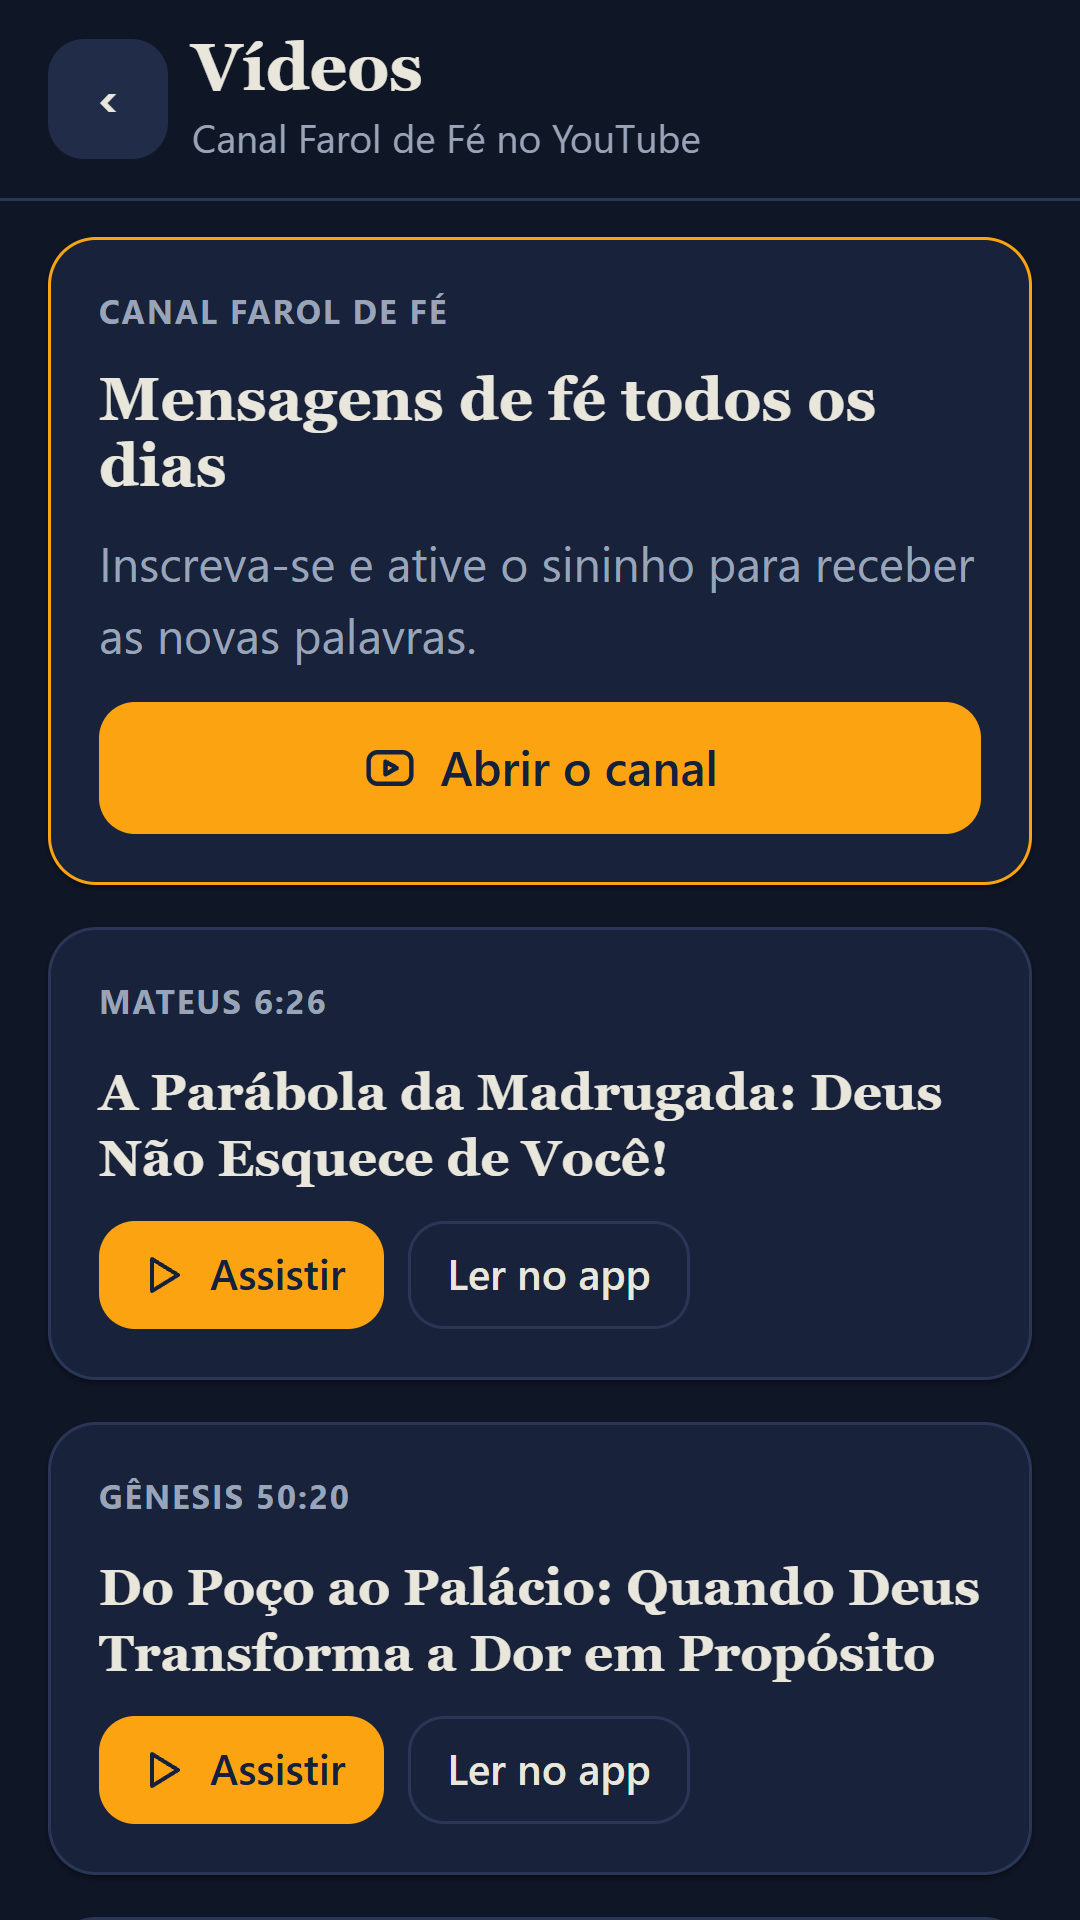 Vídeos
Canal Farol de Fé no YouTube
CANAL FAROL DE FÉ
Mensagens de fé todos os
dias
Inscreva-se e ative o sininho para receber
as novas palavras.
Abrir o canal
MATEUS 6:26
A Parábola da Madrugada: Deus
Não Esquece de Você!
Assistir
Ler no app
GÊNESIS 50:20
Do Poço ao Palácio: Quando Deus
Transforma a Dor em Propósito
Assistir
Ler no app